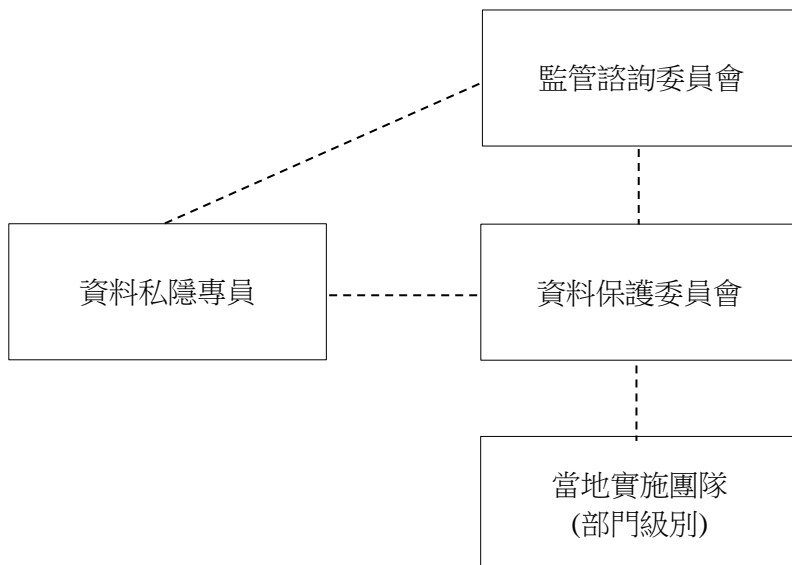 監管諮詢委員會
資料私隱專員
資料保護委員會
當地實施團隊
(部門級別)